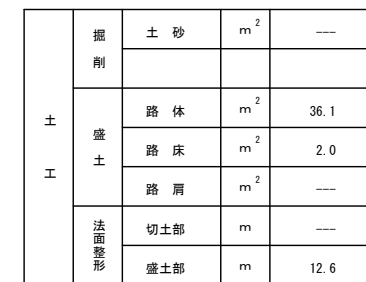 土工
掘削
土 砂 m2 ---
盛土
路 体 m2 36.1
路 床 m2 2.0
路 肩 m2 ---
法面整形
切土部 m ---
盛土部 m 12.6